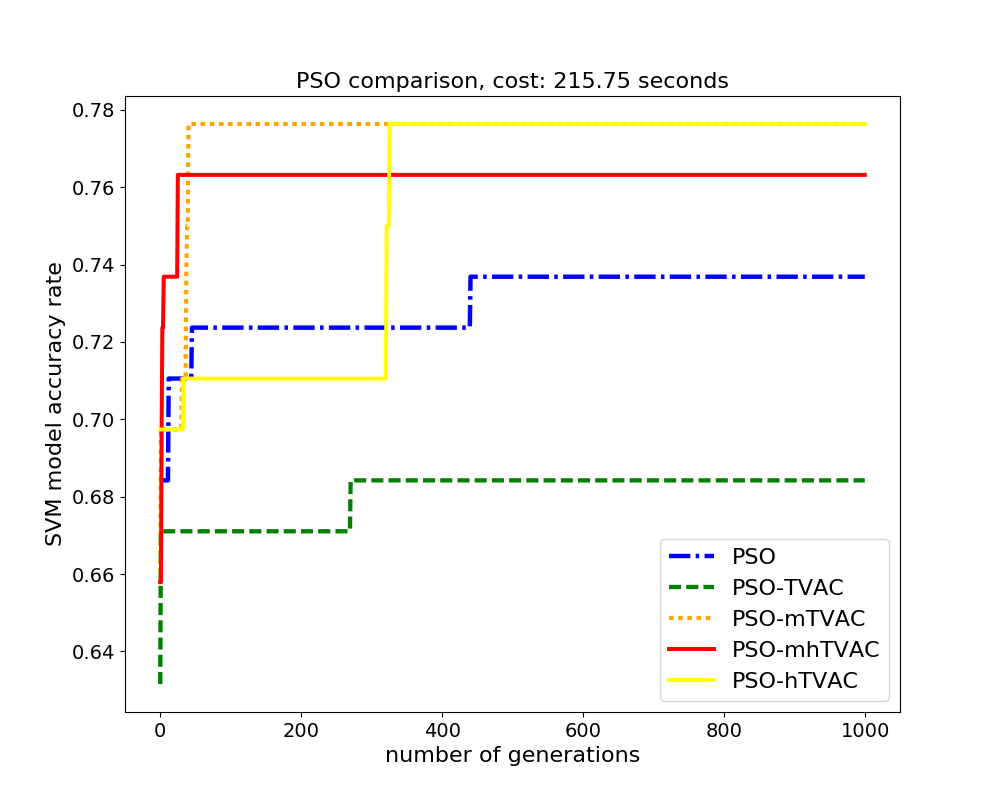 PSO comparison, cost: 215.75 seconds
SVM model accuracy rate
0.78
0.76
0.74
0.72
0.70
0.68
0.66
0.64
PSO
PSO-TVAC
PSO-mTVAC
PSO-mhTVAC
PSO-hTVAC
0 200 400 600 800 1000
number of generations